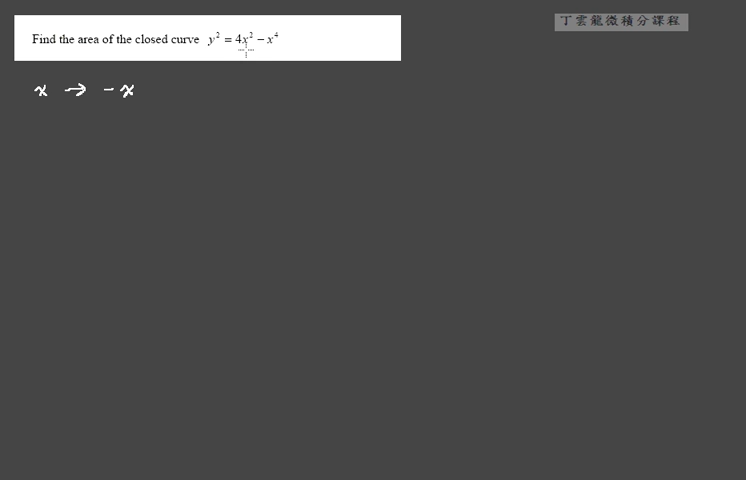 丁雲龍微積分課程
Find the area of the closed curve y² = 4x² − x⁴
x → −x